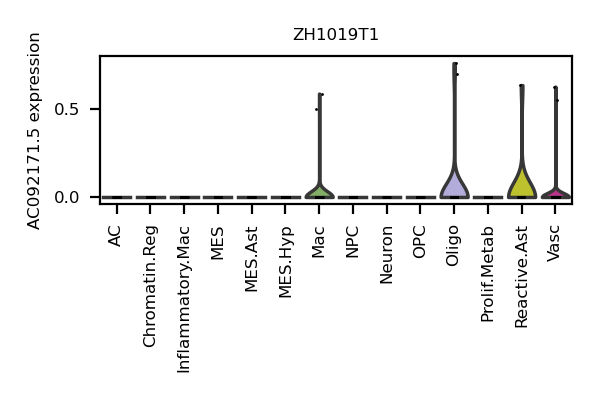 ZH1019T1
AC092171.5 expression
0.5
0.0
AC
Chromatin.Reg
Inflammatory.Mac
MES
MES.Ast
MES.Hyp
Mac
NPC
Neuron
OPC
Oligo
Prolif.Metab
Reactive.Ast
Vasc